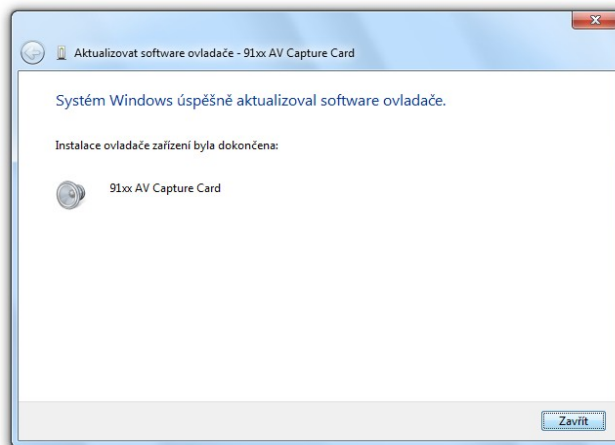 Aktualizovat software ovladače - 91xx AV Capture Card
Systém Windows úspěšně aktualizoval software ovladače.
Instalace ovladače zařízení byla dokončena:
91xx AV Capture Card
Zavřít